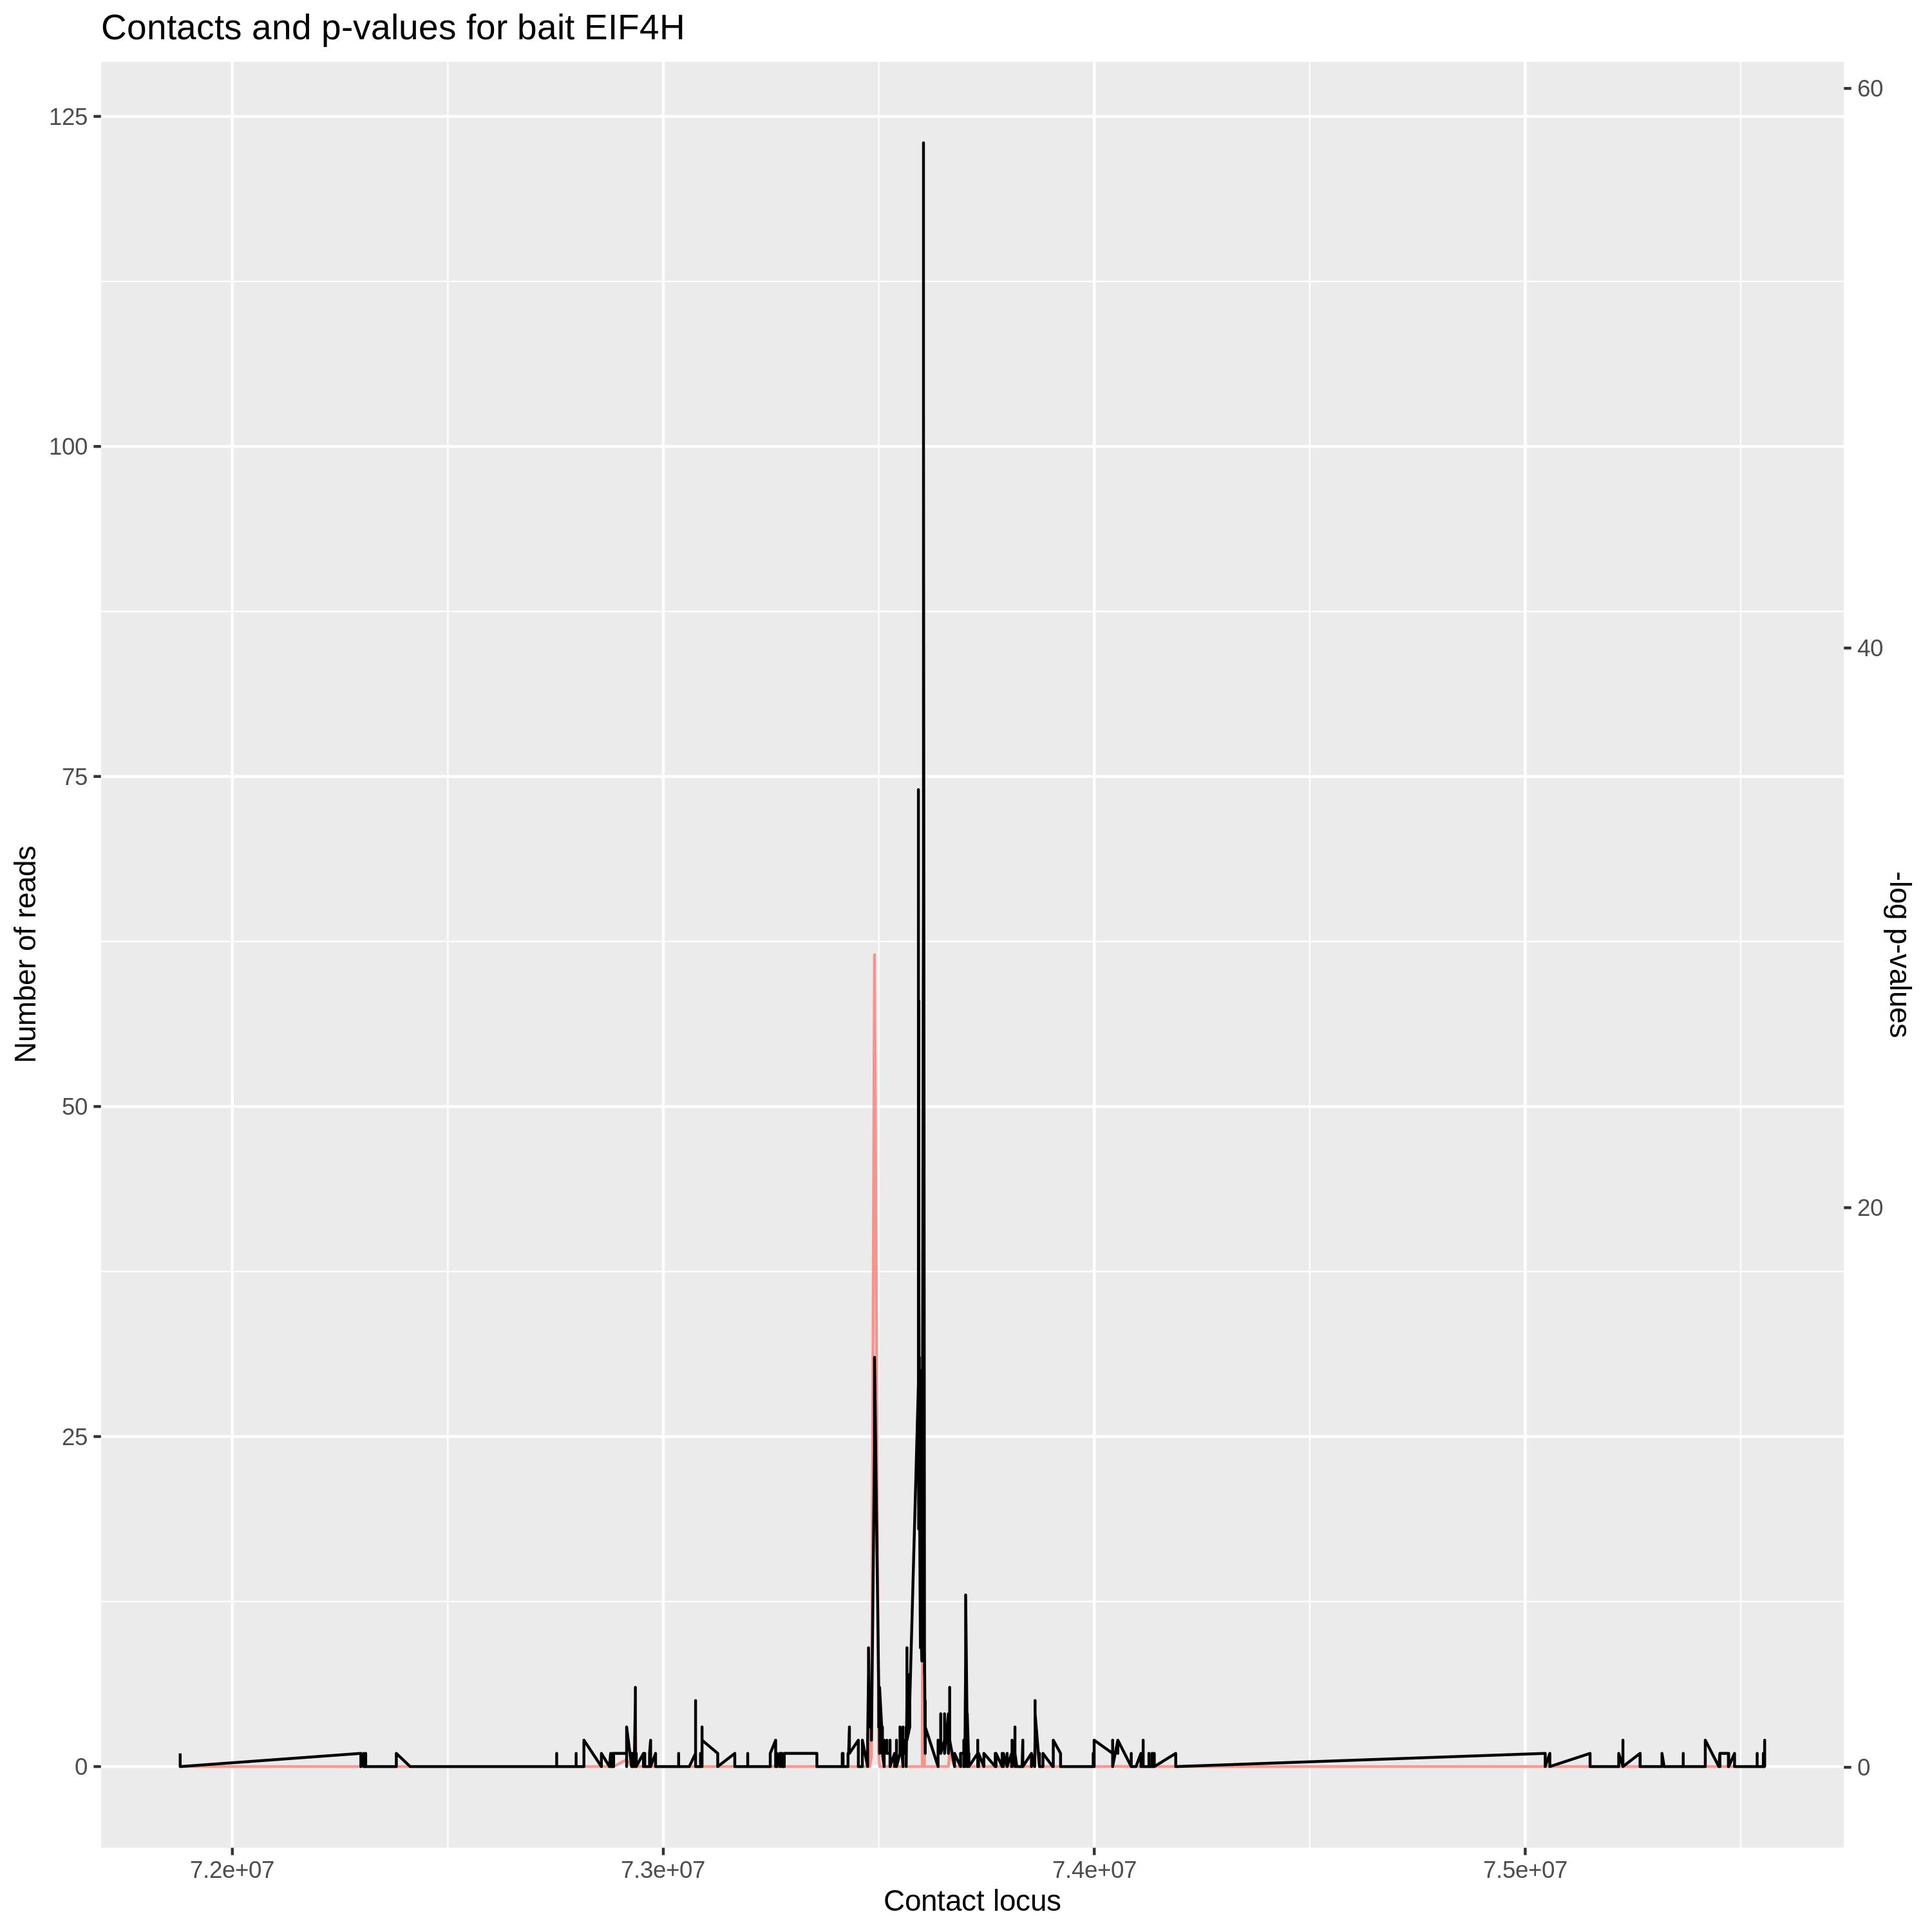 Contacts and p-values for bait EIF4H
125
100
75
50
25
0
Number of reads
60
40
20
0
-log p-values
7.2e+07
7.3e+07
7.4e+07
7.5e+07
Contact locus